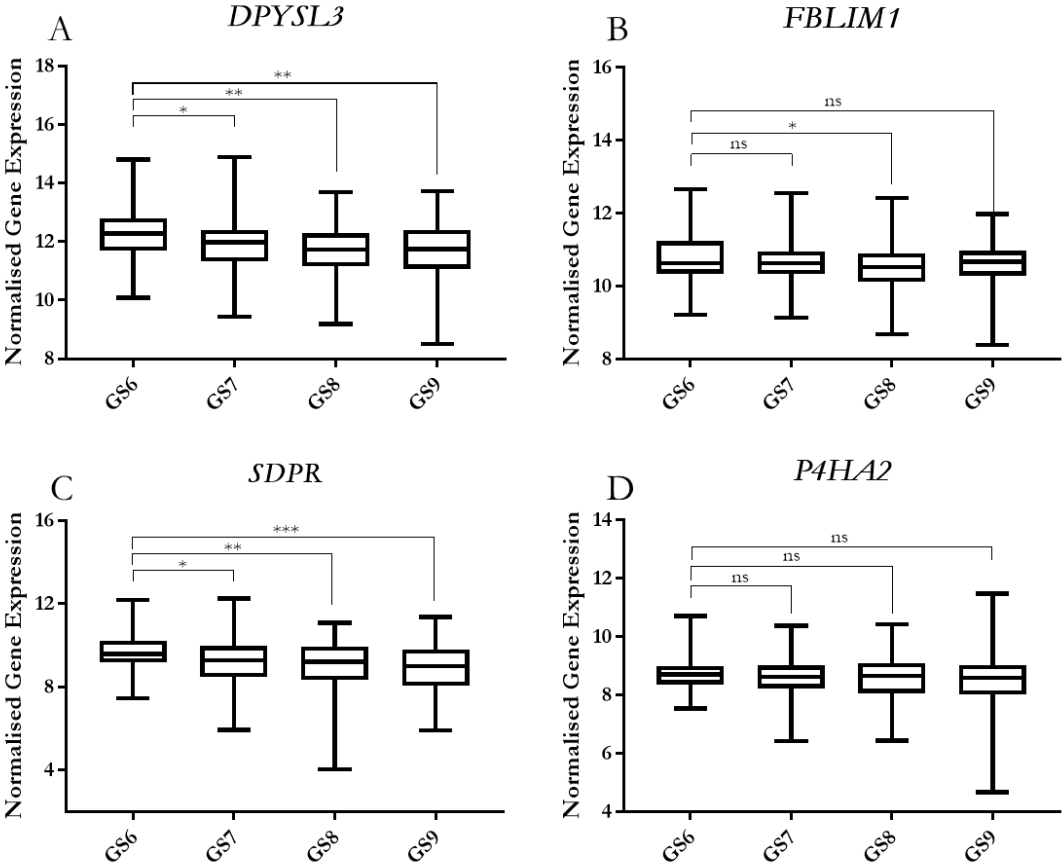 A
DPYSL3
Normalised Gene Expression
18
16
14
12
10
8
**
**
*
GS6
GS7
GS8
GS9
B
FBLIM1
Normalised Gene Expression
16
14
12
10
8
ns
*
ns
GS6
GS7
GS8
GS9
C
SDPR
Normalised Gene Expression
16
12
8
4
***
**
*
GS6
GS7
GS8
GS9
D
P4HA2
Normalised Gene Expression
14
12
10
8
6
4
ns
ns
ns
GS6
GS7
GS8
GS9